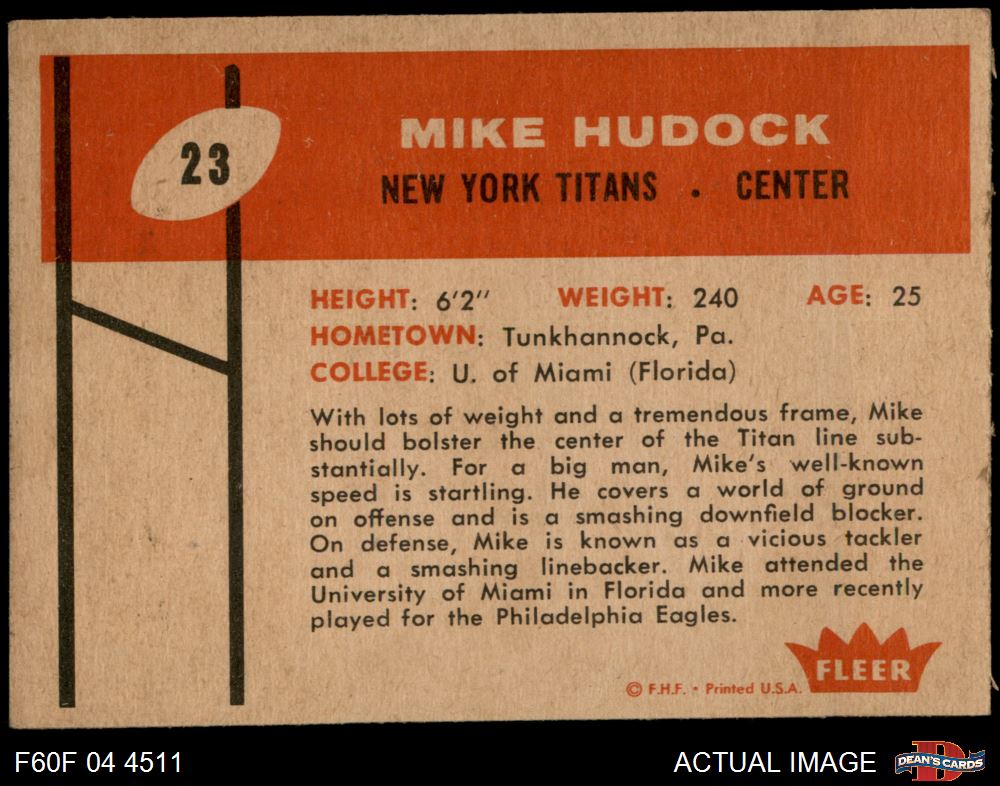 23
MIKE HUDOCK
NEW YORK TITANS . CENTER
HEIGHT: 6'2" WEIGHT: 240 AGE: 25
HOMETOWN: Tunkhannock, Pa.
COLLEGE: U. of Miami (Florida)
With lots of weight and a tremendous frame, Mike
should bolster the center of the Titan line sub-
stantially. For a big man, Mike's well-known
speed is startling. He covers a world of ground
on offense and is a smashing downfield blocker.
On defense, Mike is known as a vicious tackler
and a smashing linebacker. Mike attended the
University of Miami in Florida and more recently
played for the Philadelphia Eagles.
FLEER
© F.H.F. • Printed U.S.A.
F60F 04 4511
ACTUAL IMAGE
D
DEAN'S CARDS